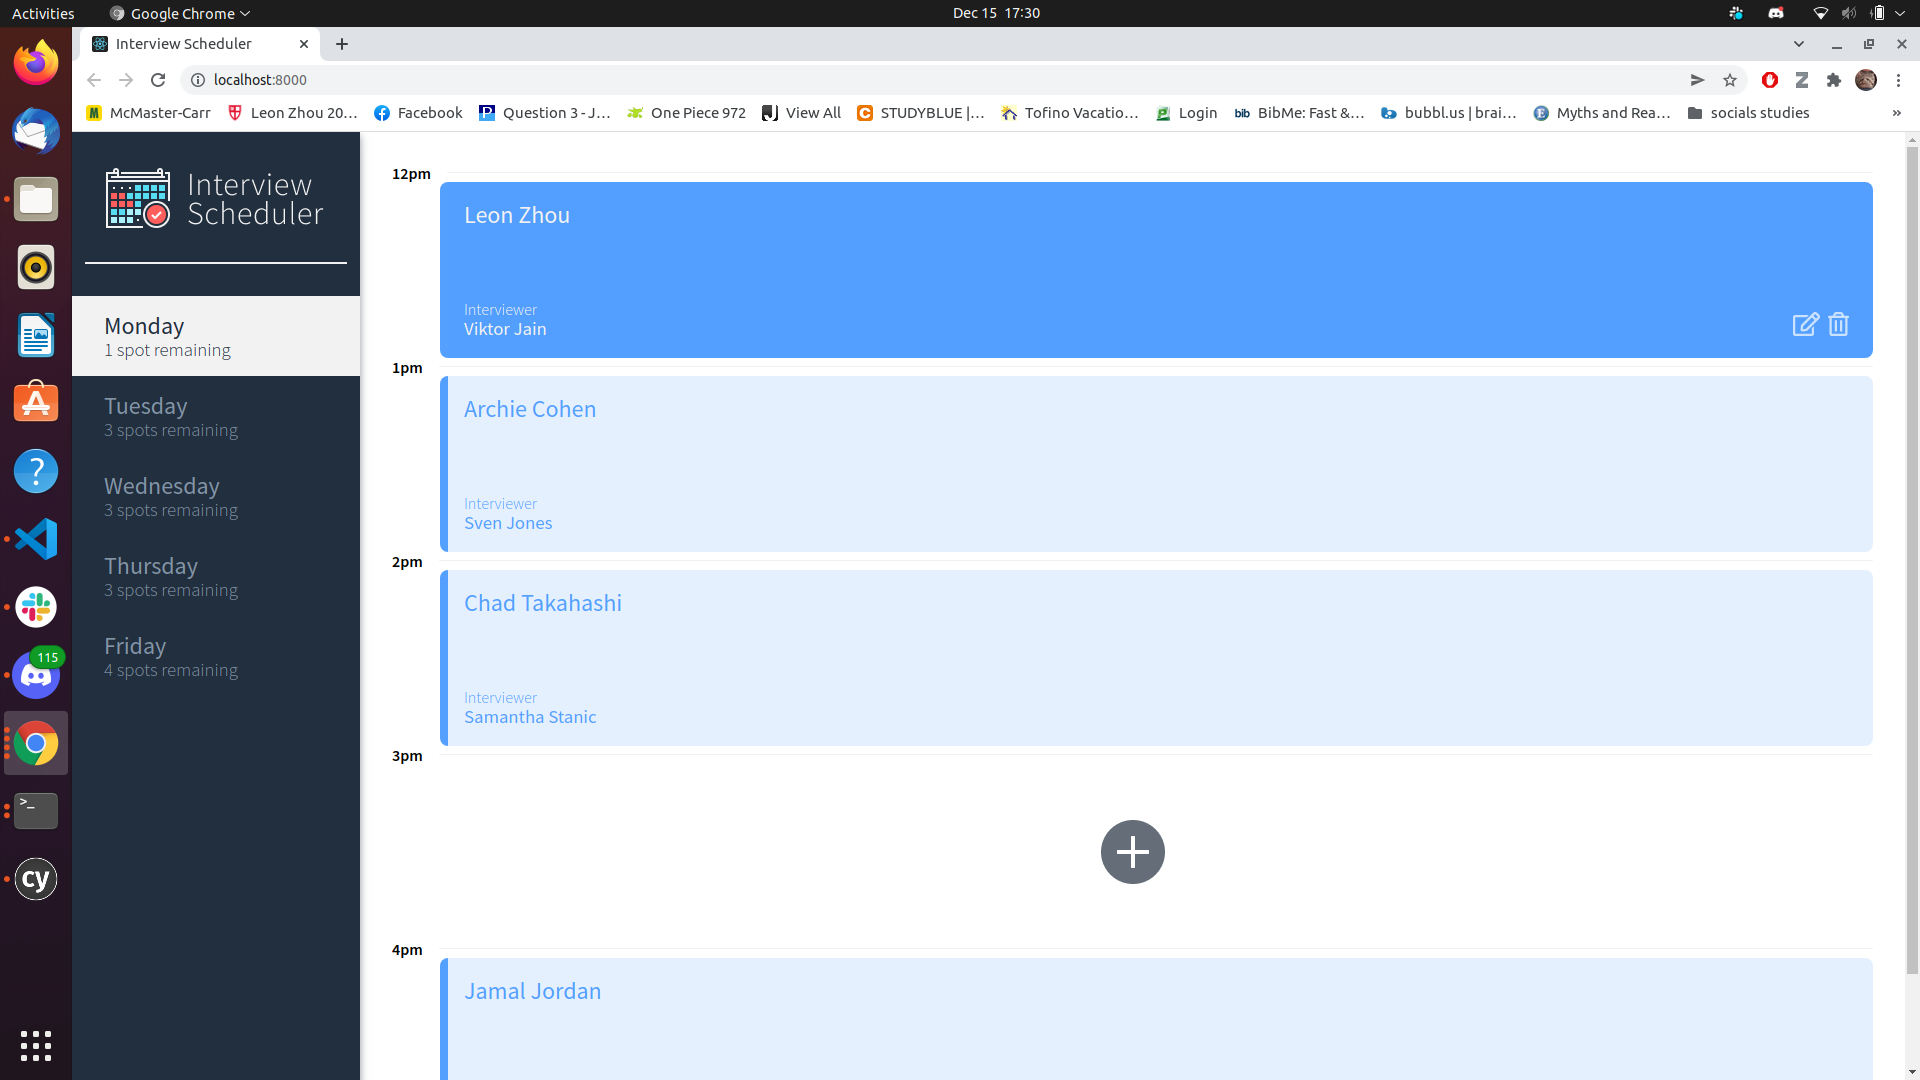 Activities
Google Chrome
Dec 15 17:30
Interview Scheduler
localhost:8000
McMaster-Carr
Leon Zhou 20...
Facebook
Question 3 - J...
One Piece 972
View All
STUDYBLUE |...
Tofino Vacatio...
Login
bib
BibMe: Fast &...
bubbl.us | brai...
Myths and Rea...
socials studies
»
Interview
Scheduler
Monday
1 spot remaining
Tuesday
3 spots remaining
Wednesday
3 spots remaining
Thursday
3 spots remaining
Friday
4 spots remaining
115
>_
cy
12pm
Leon Zhou
Interviewer
Viktor Jain
1pm
Archie Cohen
Interviewer
Sven Jones
2pm
Chad Takahashi
Interviewer
Samantha Stanic
3pm
4pm
Jamal Jordan